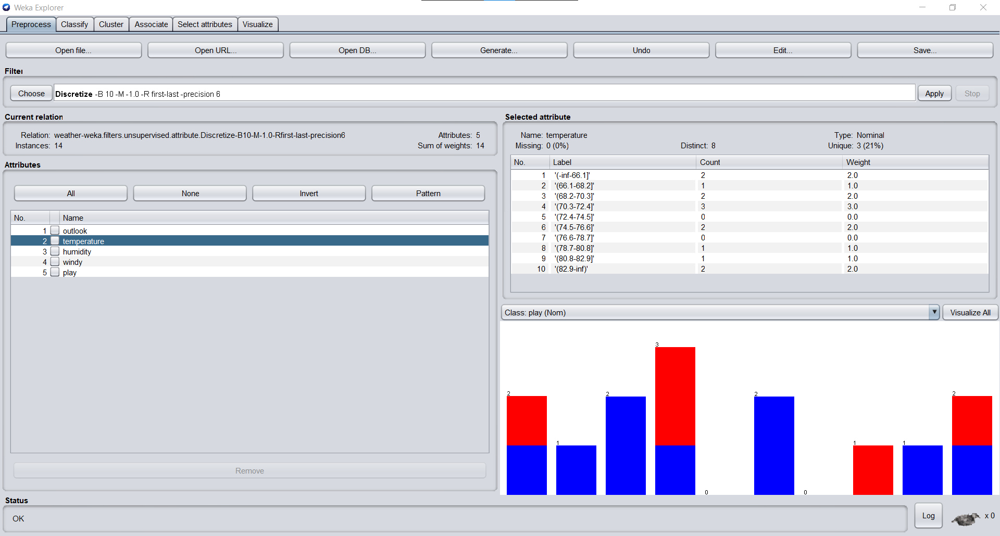 Weka Explorer
Preprocess Classify Cluster Associate Select attributes Visualize
Open file... Open URL... Open DB... Generate... Undo Edit... Save...
Filter
Choose Discretize -B 10 -M -1.0 -R first-last -precision 6 Apply Stop
Current relation
Relation: weather-weka.filters.unsupervised.attribute.Discretize-B10-M-1.0-Rfirst-last-precision6 Attributes: 5
Instances: 14 Sum of weights: 14
Attributes
All None Invert Pattern
No. Name
1 outlook
2 temperature
3 humidity
4 windy
5 play
Remove
Selected attribute
Name: temperature Type: Nominal
Missing: 0 (0%) Distinct: 8 Unique: 3 (21%)
No. Label Count Weight
1 '(-inf-66.1]' 2 2.0
2 '(66.1-68.2]' 1 1.0
3 '(68.2-70.3]' 2 2.0
4 '(70.3-72.4]' 3 3.0
5 '(72.4-74.5]' 0 0.0
6 '(74.5-76.6]' 2 2.0
7 '(76.6-78.7]' 0 0.0
8 '(78.7-80.8]' 1 1.0
9 '(80.8-82.9]' 1 1.0
10 '(82.9-inf)' 2 2.0
Class: play (Nom) Visualize All
2 1 2 3 0 2 0 1 1 2
Status
OK
Log x 0